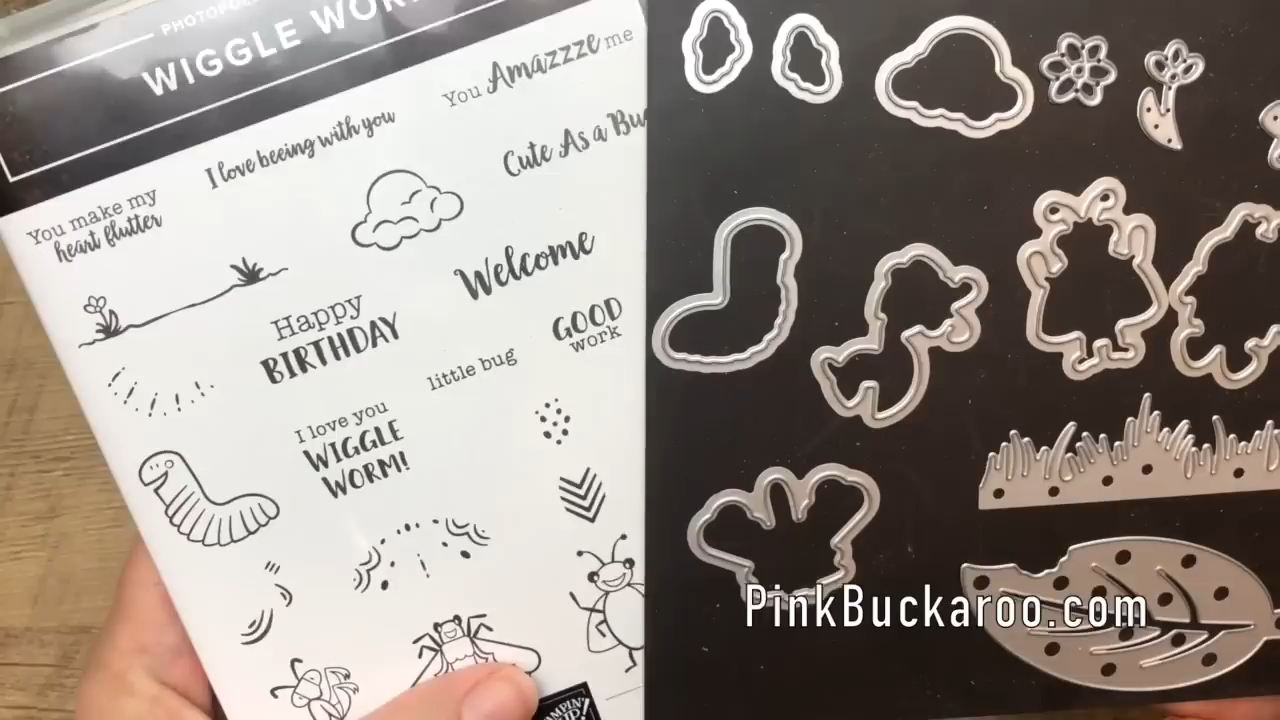 WIGGLE WOR
You Amazzze me
I love beeing with you
Cute As a Bu
You make my
heart flutter
Welcome
Happy
BIRTHDAY
GOOD
work
little bug
I love you
WIGGLE
WORM!
PinkBuckaroo.com